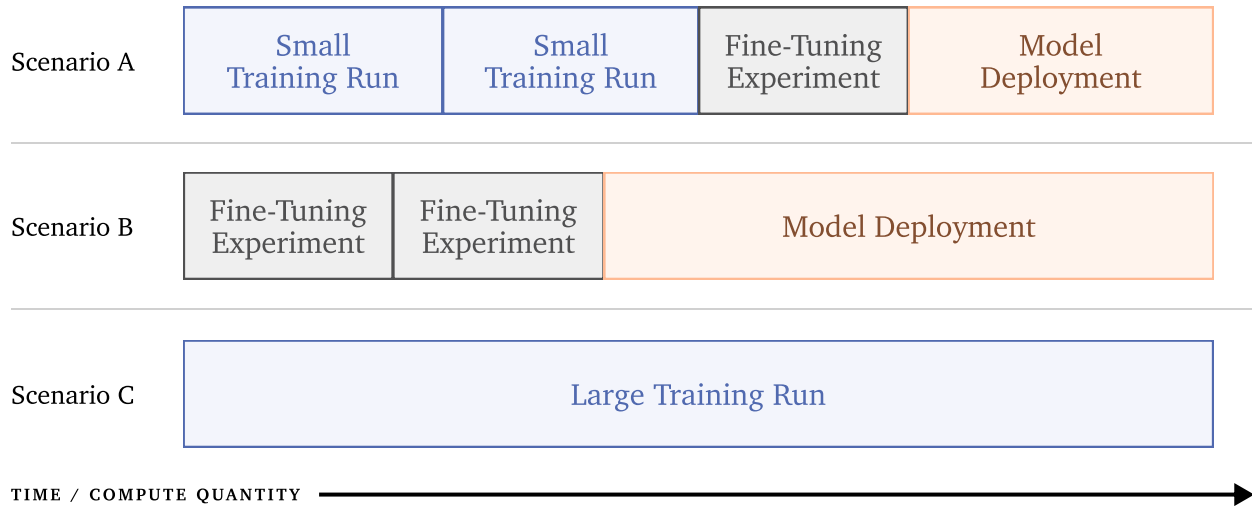 Scenario A
Small
Training Run
Small
Training Run
Fine-Tuning
Experiment
Model
Deployment
Scenario B
Fine-Tuning
Experiment
Fine-Tuning
Experiment
Model Deployment
Scenario C
Large Training Run
TIME / COMPUTE QUANTITY